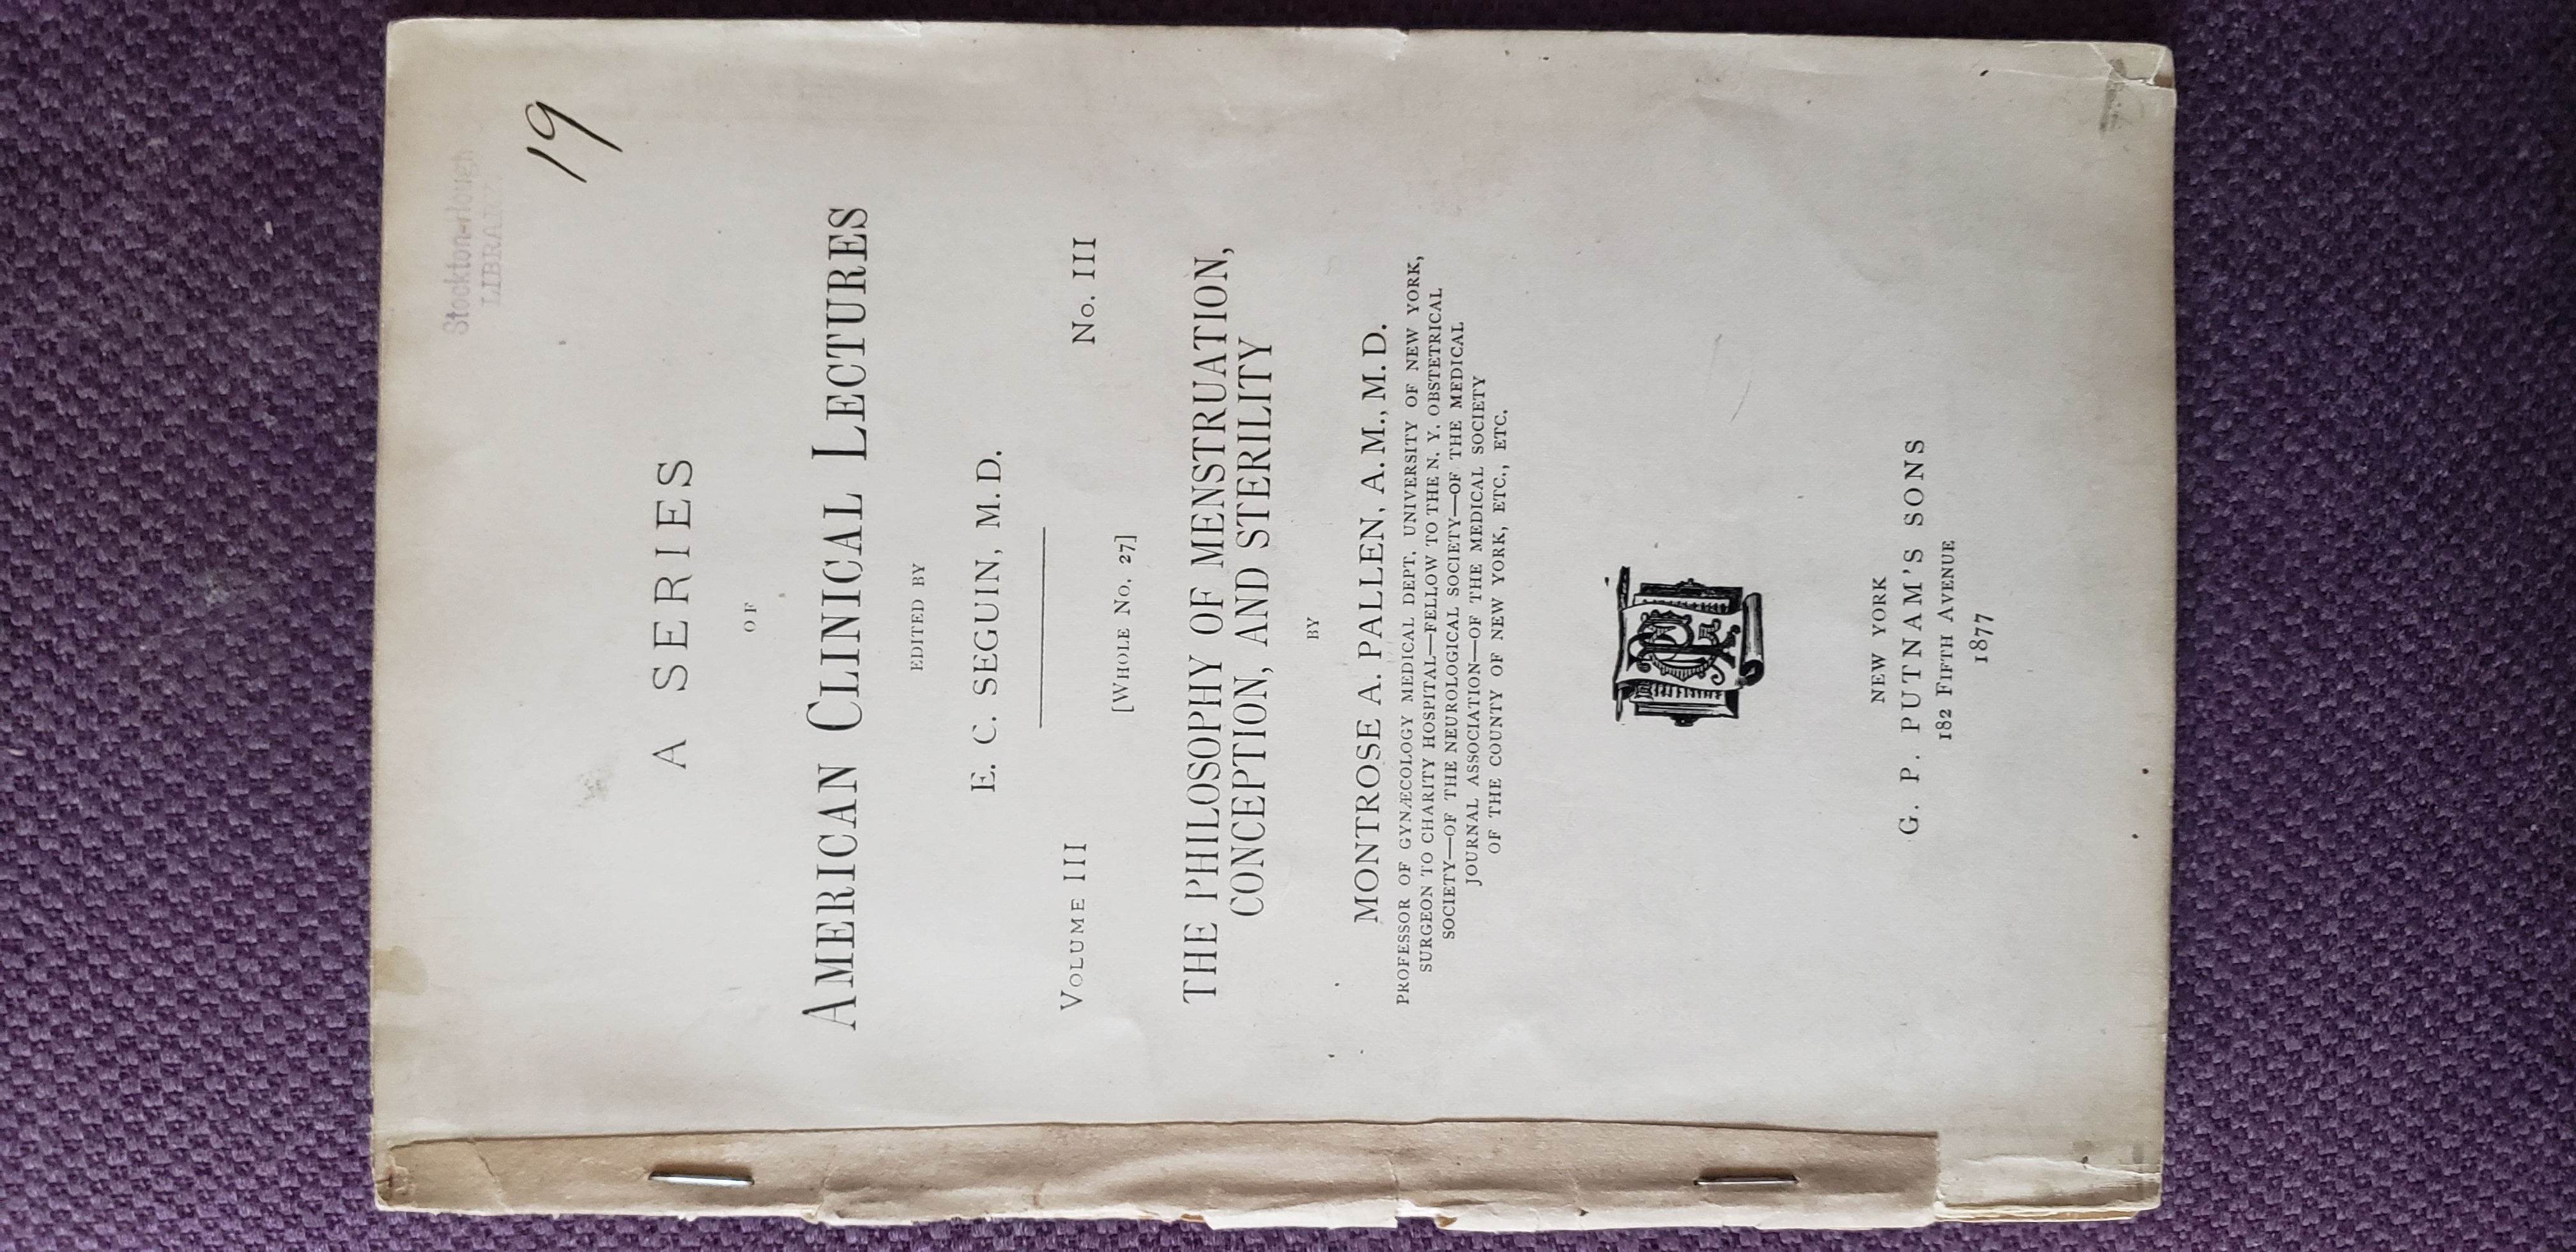 LIBRARY
19
A SERIES
OF
AMERICAN CLINICAL LECTURES
EDITED BY
E. C. SEGUIN, M.D.
VOLUME III No. III
[WHOLE No. 27]
THE PHILOSOPHY OF MENSTRUATION,
CONCEPTION, AND STERILITY
BY
MONTROSE A. PALLEN, A.M., M.D.
PROFESSOR OF GYNÆCOLOGY MEDICAL DEPT. UNIVERSITY OF NEW YORK,
SURGEON TO CHARITY HOSPITAL—FELLOW TO THE N. Y. OBSTETRICAL
SOCIETY—OF THE NEUROLOGICAL SOCIETY—OF THE MEDICAL
JOURNAL ASSOCIATION—OF THE MEDICAL SOCIETY
OF THE COUNTY OF NEW YORK, ETC., ETC.
NEW YORK
G. P. PUTNAM'S SONS
182 FIFTH AVENUE
1877